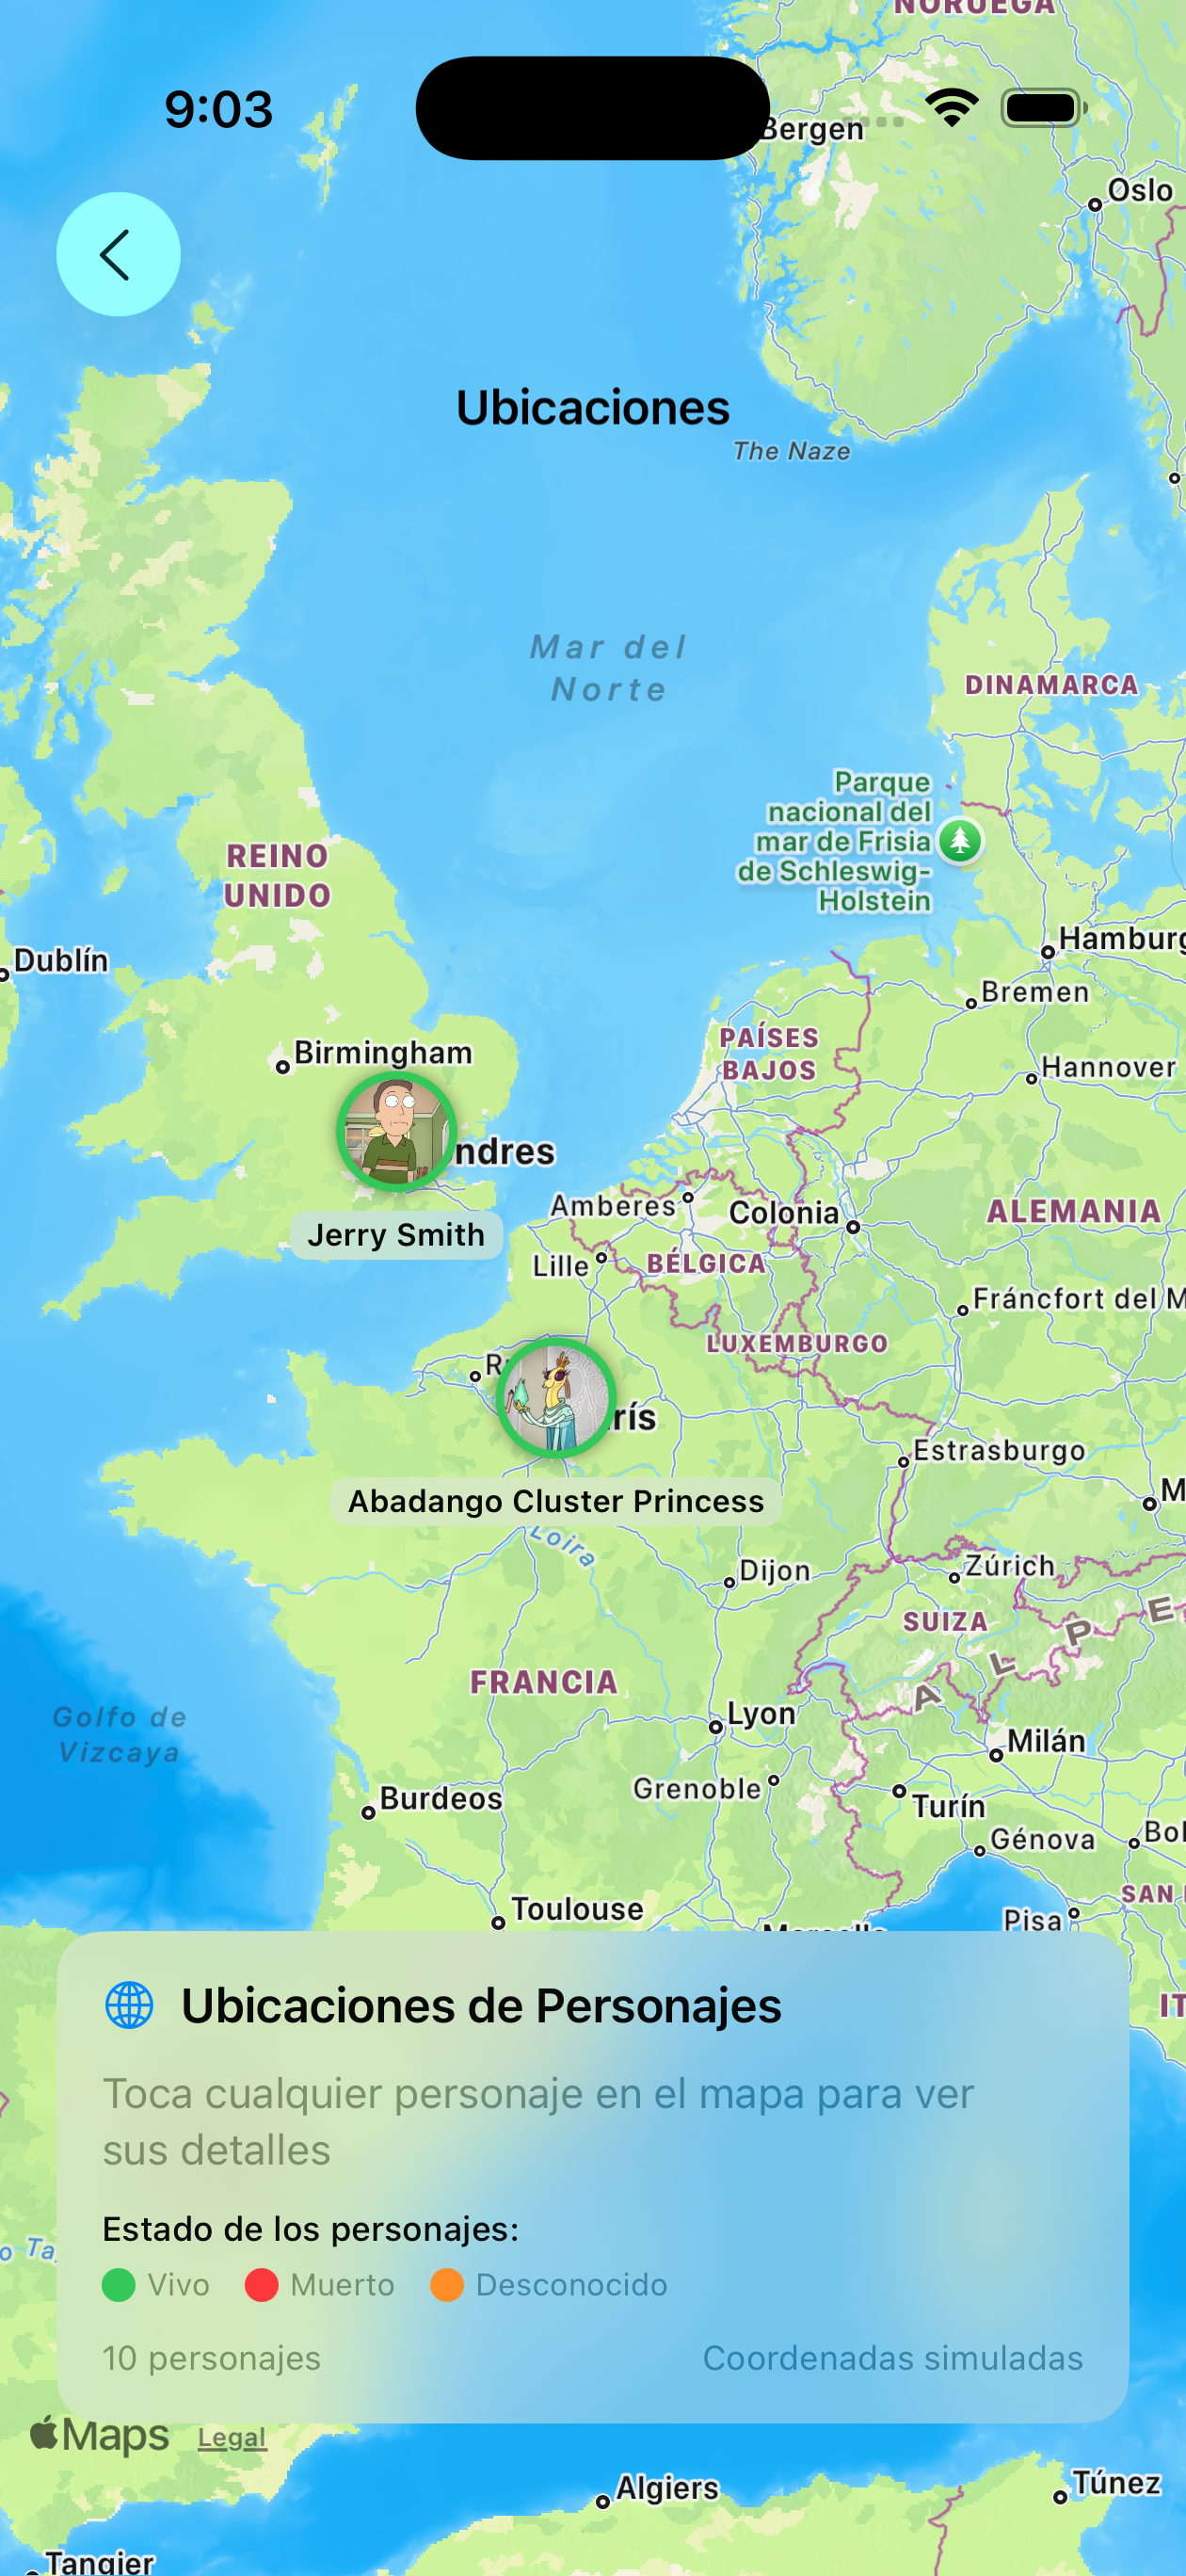 NORUEGA
9:03
Bergen
Oslo
Ubicaciones
The Naze
Mar del
Norte
DINAMARCA
Parque
nacional del
mar de Frisia
de Schleswig-
Holstein
REINO
UNIDO
Dublín
Hamburg
Bremen
PAÍSES
BAJOS
Birmingham
Hannover
ndres
Amberes
Colonia
ALEMANIA
Jerry Smith
Lille
BÉLGICA
Fráncfort del M
LUXEMBURGO
R
rís
Estrasburgo
M
Abadango Cluster Princess
Loira
Dijon
Zúrich
SUIZA
ALPE
FRANCIA
Lyon
Golfo de
Vizcaya
Milán
Grenoble
Burdeos
Turín
Génova
Bol
SAN
Toulouse
Pisa
IT
Ubicaciones de Personajes
Toca cualquier personaje en el mapa para ver
sus detalles
Estado de los personajes:
Vivo Muerto Desconocido
10 personajes Coordenadas simuladas
Maps Legal
Algiers
Túnez
Tangier